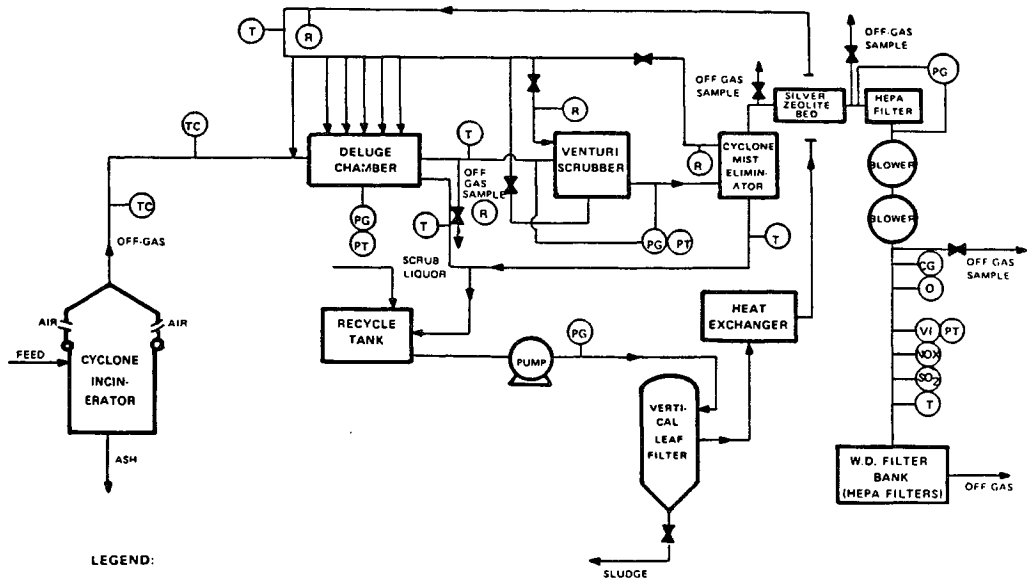 T
R
OFF-GAS
SAMPLE
PG
OFF GAS
SAMPLE
SILVER
ZEOLITE
BED
HEPA
FILTER
TC
R
T
DELUGE
CHAMBER
VENTURI
SCRUBBER
CYCLONE
MIST
ELIMIN-
ATOR
R
BLOWER
TC
OFF
GAS
SAMPLE
R
PG
PT
T
PG
PT
T
BLOWER
OFF-GAS
SCRUB
LIQUOR
OFF GAS
SAMPLE
CG
O
AIR
AIR
RECYCLE
TANK
HEAT
EXCHANGER
VI
PT
FEED
PG
NOX
CYCLONE
INCIN-
ERATOR
PUMP
SO2
T
VERTI-
CAL
LEAF
FILTER
ASH
W.D. FILTER
BANK
(HEPA FILTERS)
OFF GAS
LEGEND:
SLUDGE